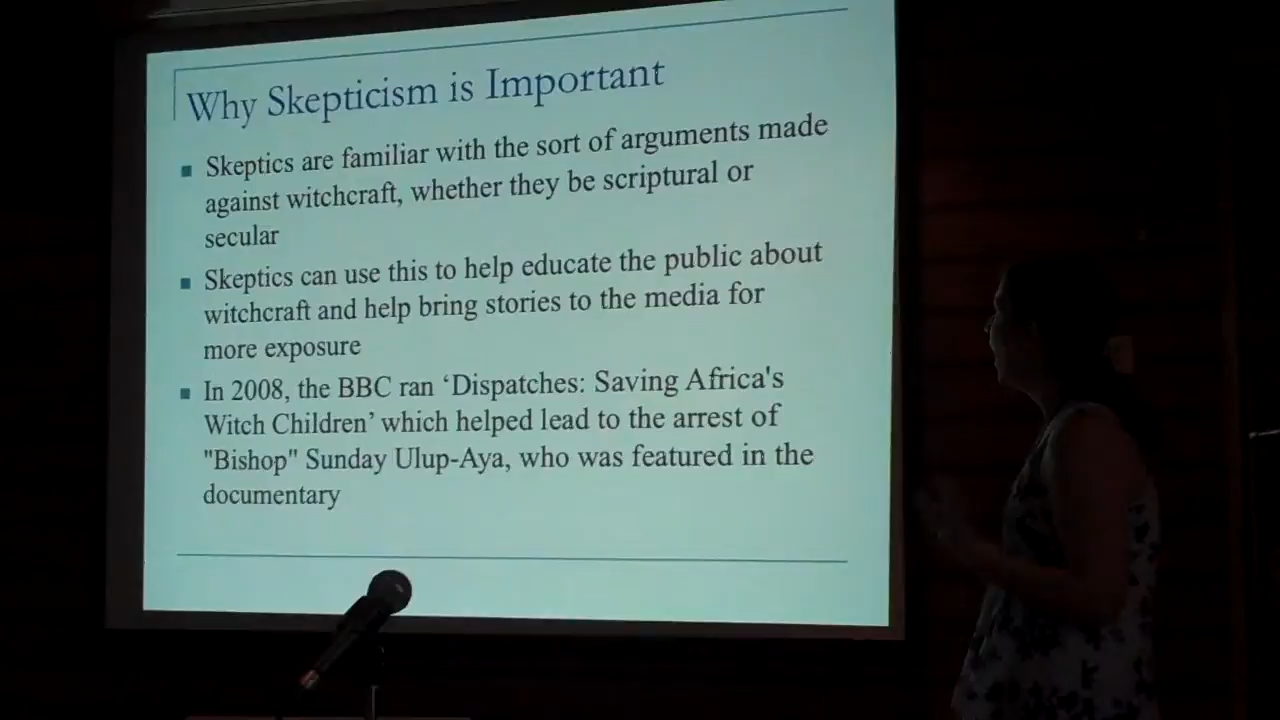 Why Skepticism is Important
Skeptics are familiar with the sort of arguments made
against witchcraft, whether they be scriptural or
secular
Skeptics can use this to help educate the public about
witchcraft and help bring stories to the media for
more exposure
In 2008, the BBC ran ‘Dispatches: Saving Africa's
Witch Children’ which helped lead to the arrest of
"Bishop" Sunday Ulup-Aya, who was featured in the
documentary